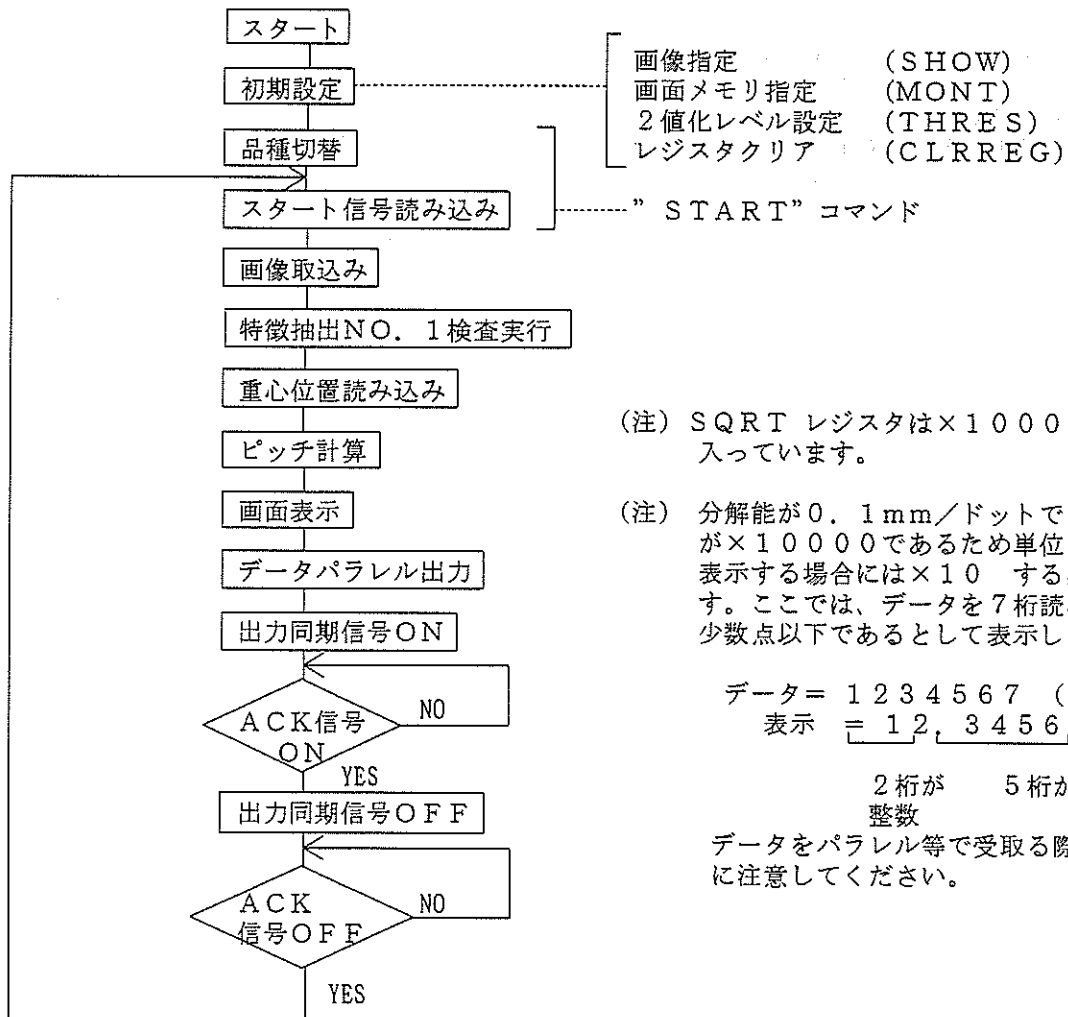 スタート
初期設定
品種切替
スタート信号読み込み
画像取込み
特徴抽出NO．1検査実行
重心位置読み込み
ピッチ計算
画面表示
データパラレル出力
出力同期信号ON
ACK信号
ON
NO
YES
出力同期信号OFF
ACK
信号OFF
NO
YES
画像指定 (SHOW)
画面メモリ指定 (MONT)
2値化レベル設定 (THRES)
レジスタクリア (CLRREG)
”START”コマンド
(注) SQRT レジスタは×1000
入っています。
(注) 分解能が0．1mm／ドットで
が×10000であるため単位
表示する場合には×10 する
す。ここでは、データを7桁読
少数点以下であるとして表示し
データ＝ 1234567 (
表示 ＝ 12．3456
2桁が 5桁か
整数
データをパラレル等で受取る際
に注意してください。